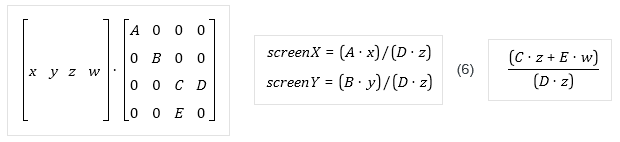 [x y z w] · [A 0 0 0
0 B 0 0
0 0 C D
0 0 E 0]
screenX = (A · x)/(D · z)
screenY = (B · y)/(D · z)
(6)
(C · z + E · w)
(D · z)